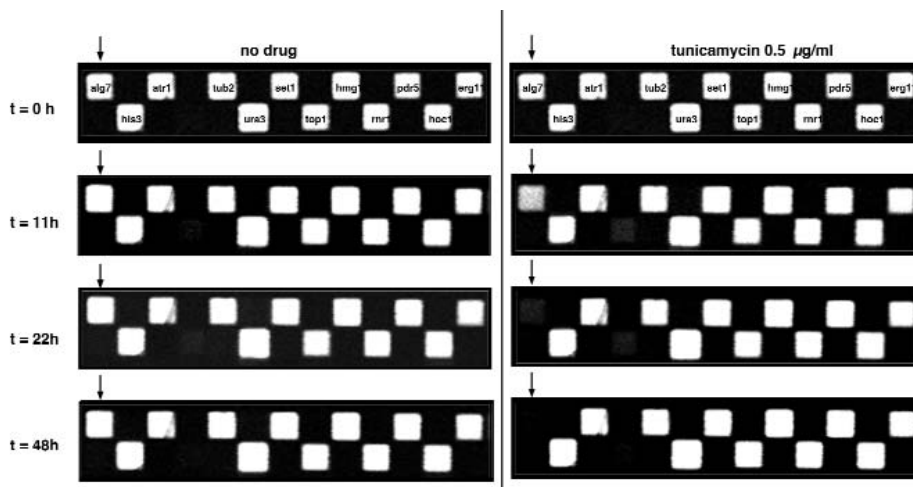 no drug
tunicamycin 0.5 µg/ml
t = 0 h
alg7 atr1 tub2 set1 hmg1 pdr5 erg11
his3 ura3 top1 rnr1 hoc1
alg7 atr1 tub2 set1 hmg1 pdr5 erg11
his3 ura3 top1 rnr1 hoc1
t = 11h
t = 22h
t = 48h